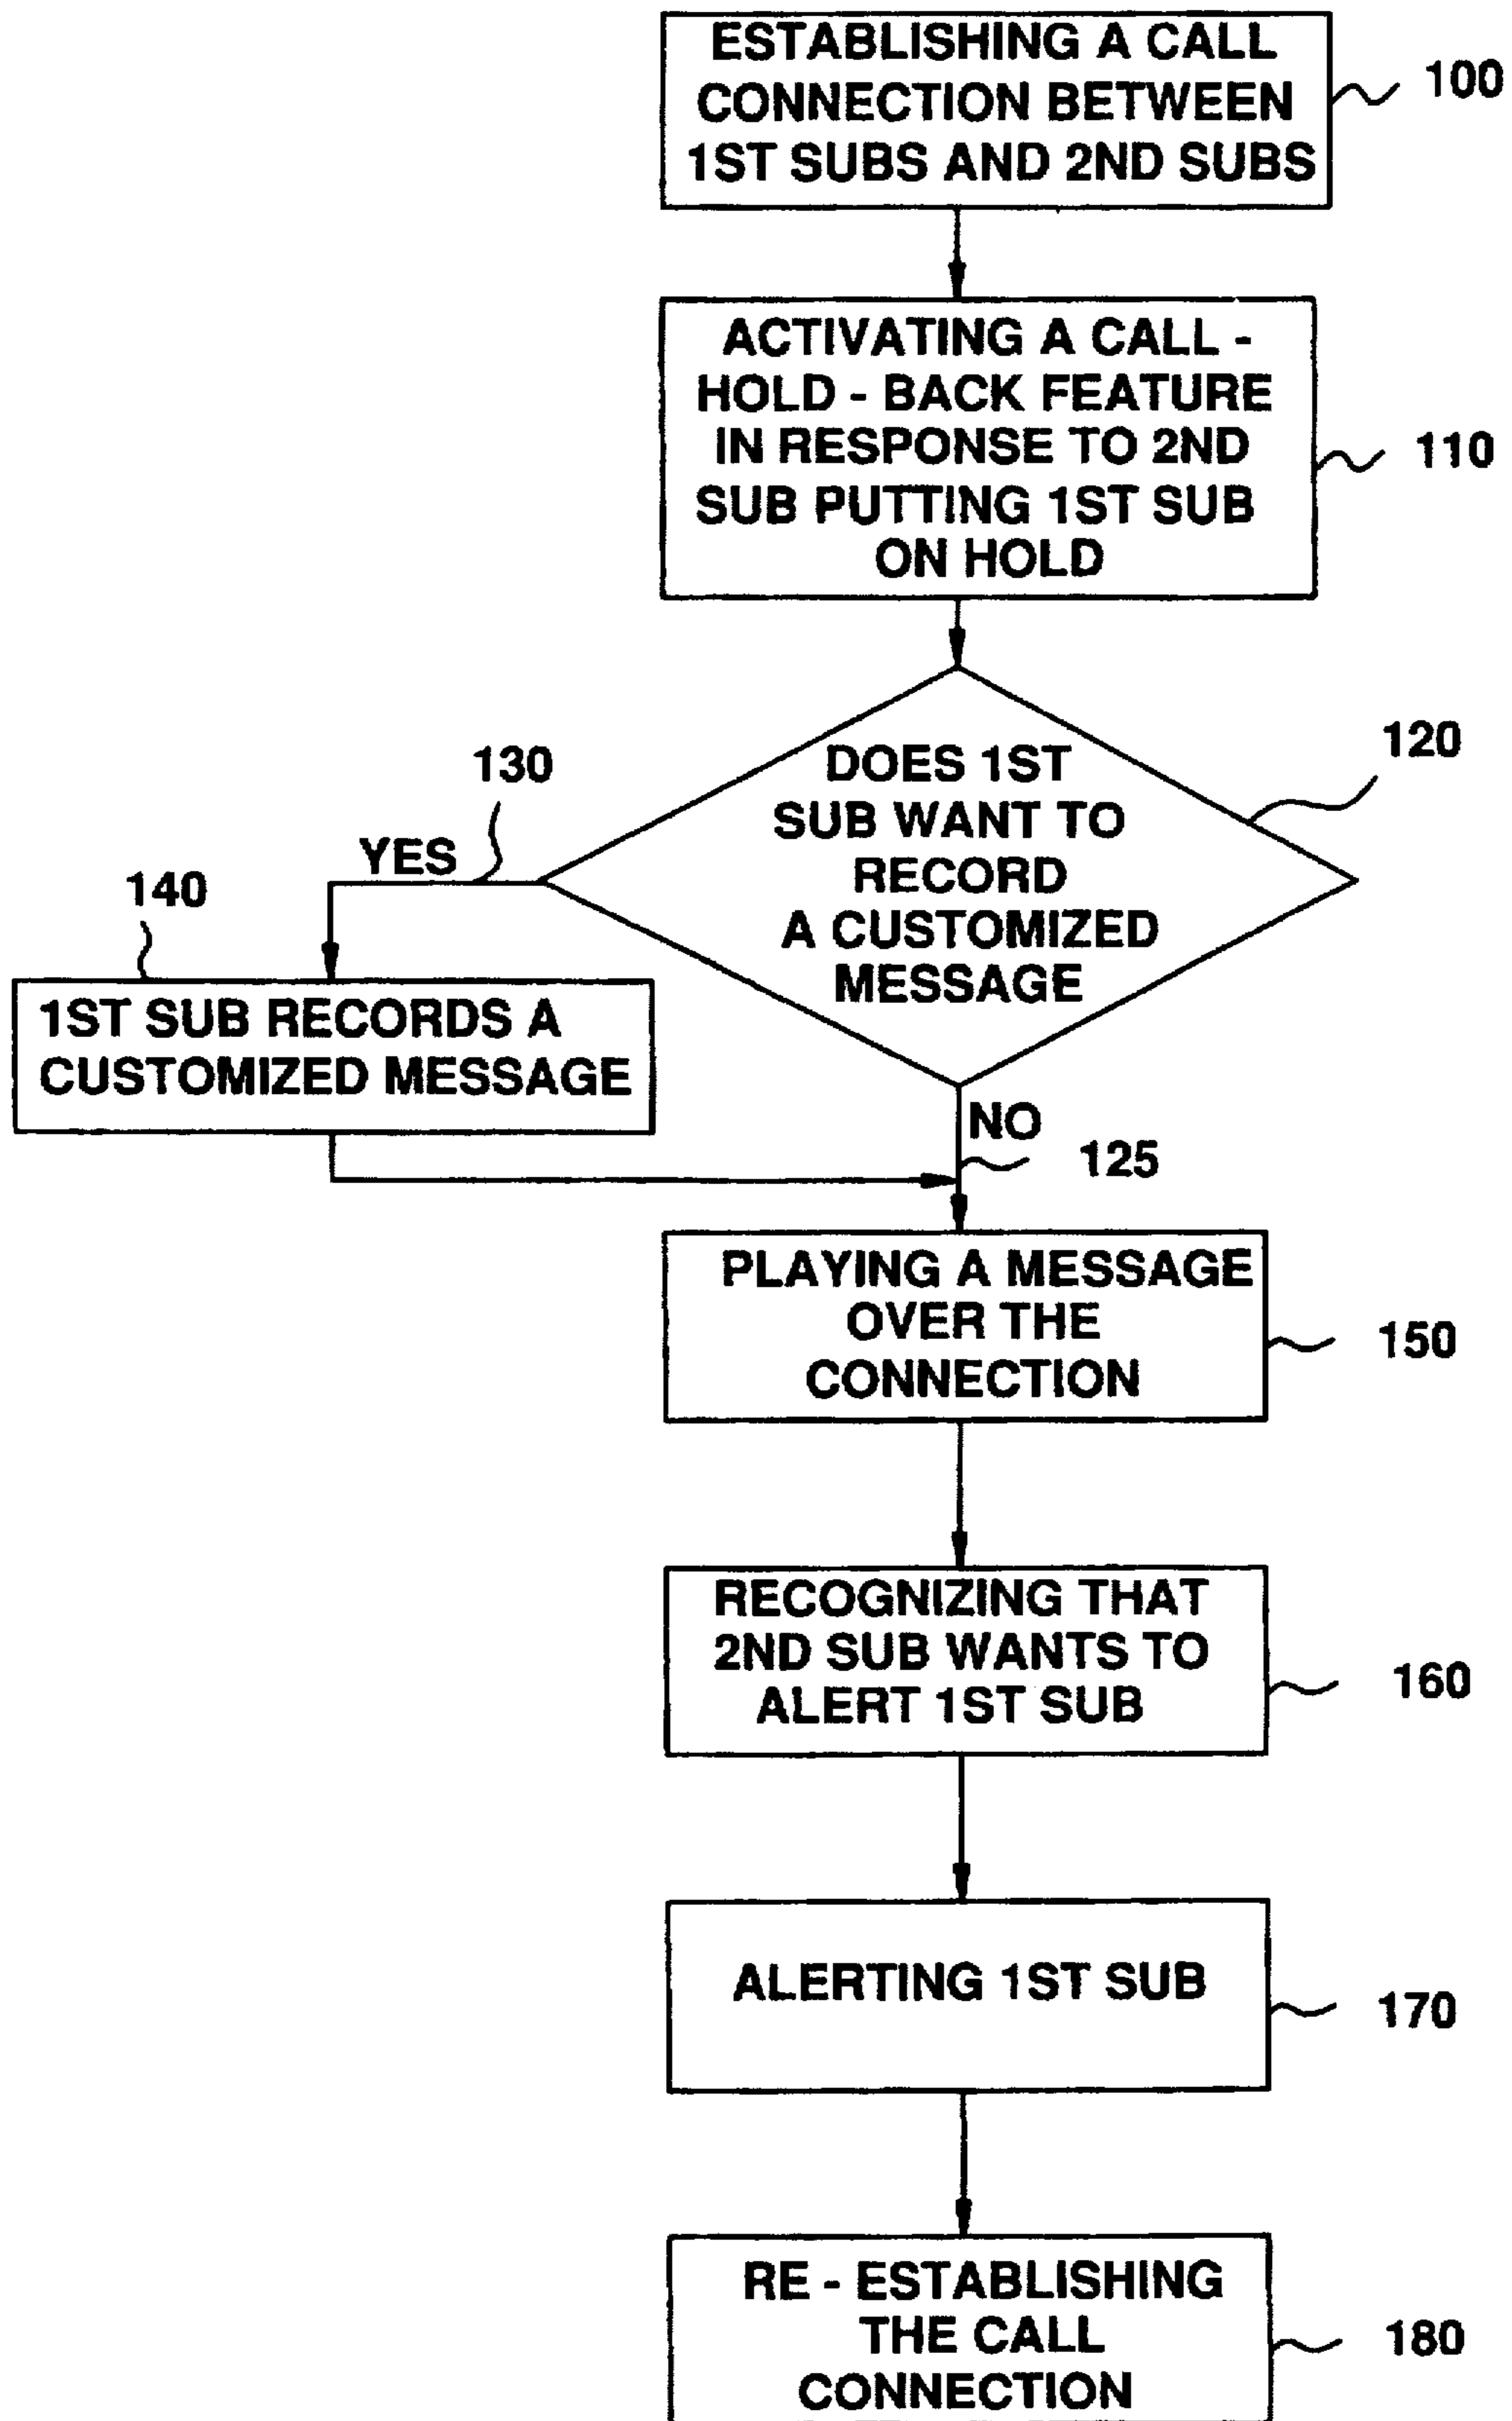 ESTABLISHING A CALL
CONNECTION BETWEEN
1ST SUBS AND 2ND SUBS
100
ACTIVATING A CALL -
HOLD - BACK FEATURE
IN RESPONSE TO 2ND
SUB PUTTING 1ST SUB
ON HOLD
110
DOES 1ST
SUB WANT TO
RECORD
A CUSTOMIZED
MESSAGE
120
130
YES
140
1ST SUB RECORDS A
CUSTOMIZED MESSAGE
NO
125
PLAYING A MESSAGE
OVER THE
CONNECTION
150
RECOGNIZING THAT
2ND SUB WANTS TO
ALERT 1ST SUB
160
ALERTING 1ST SUB
170
RE - ESTABLISHING
THE CALL
CONNECTION
180